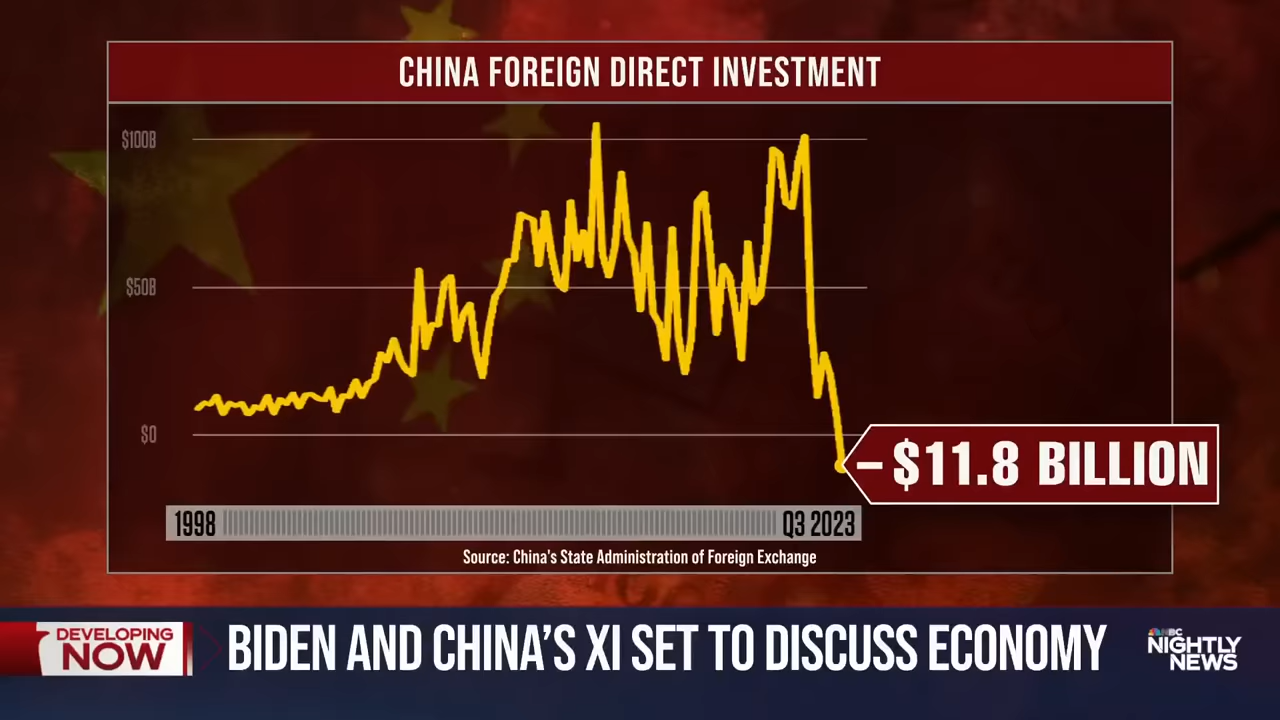 CHINA FOREIGN DIRECT INVESTMENT
$100B
$50B
$0
– $11.8 BILLION
1998
Q3 2023
Source: China's State Administration of Foreign Exchange
DEVELOPING
NOW
BIDEN AND CHINA'S XI SET TO DISCUSS ECONOMY
NBC
NIGHTLY
NEWS